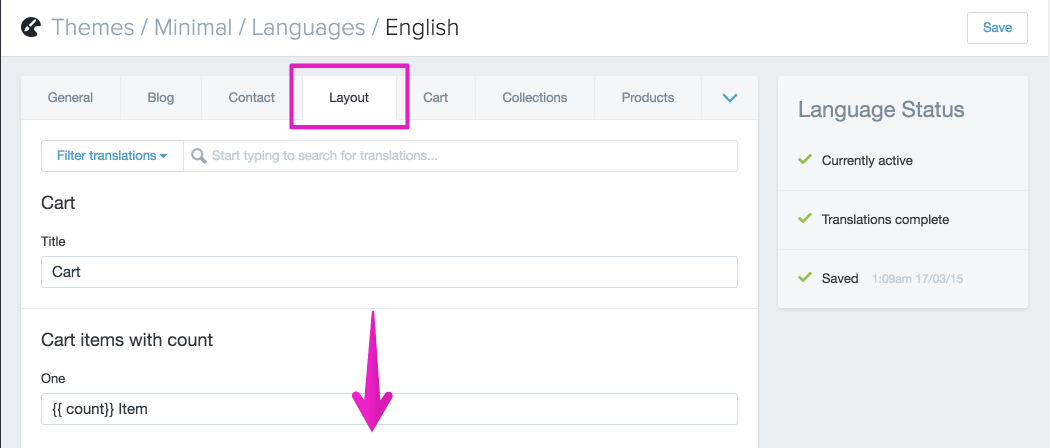 Themes / Minimal / Languages / English
Save
General Blog Contact Layout Cart Collections Products
Filter translations
Start typing to search for translations...
Cart
Title
Cart
Cart items with count
One
{{ count}} Item
Language Status
Currently active
Translations complete
Saved 1:09am 17/03/15